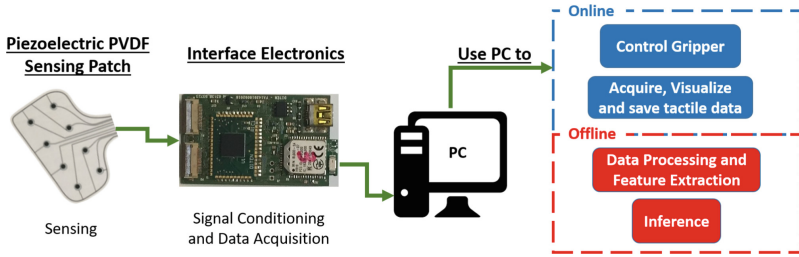 Piezoelectric PVDF
Sensing Patch
Sensing
Interface Electronics
Signal Conditioning
and Data Acquisition
Use PC to
PC
Online
Control Gripper
Acquire, Visualize
and save tactile data
Offline
Data Processing and
Feature Extraction
Inference